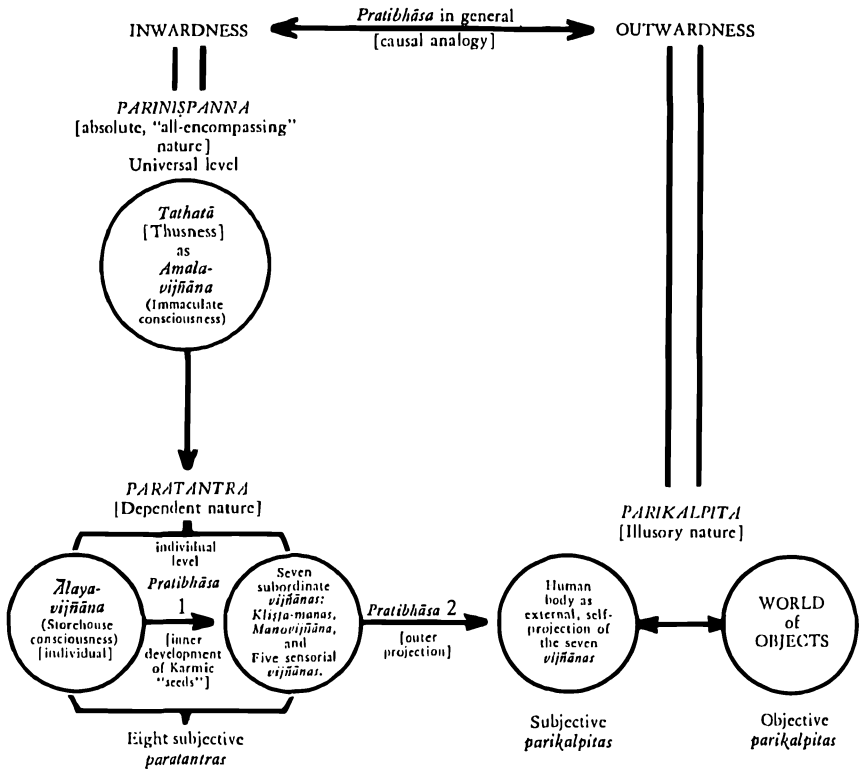 Pratibhāsa in general
INWARDNESS
OUTWARDNESS
[causal analogy]
PARINIṢPANNA
[absolute, "all-encompassing"
nature]
Universal level
Tathatā
[Thusness]
as
Amala-
vijñāna
(Immaculate
consciousness)
PARATANTRA
[Dependent nature]
individual
level
Ālaya-
vijñāna
(Storehouse
consciousness)
[individual]
Pratibhāsa
1
[inner
development
of Karmic
"seeds"]
Seven
subordinate
vijñānas:
Kliṣṭa-manas,
Manovijñāna,
and
Five sensorial
vijñānas.
Eight subjective
paratantras
Pratibhāsa 2
[outer
projection]
PARIKALPITA
[Illusory nature]
Human
body as
external, self-
projection of
the seven
vijñānas
WORLD
of
OBJECTS
Subjective
parikalpitas
Objective
parikalpitas